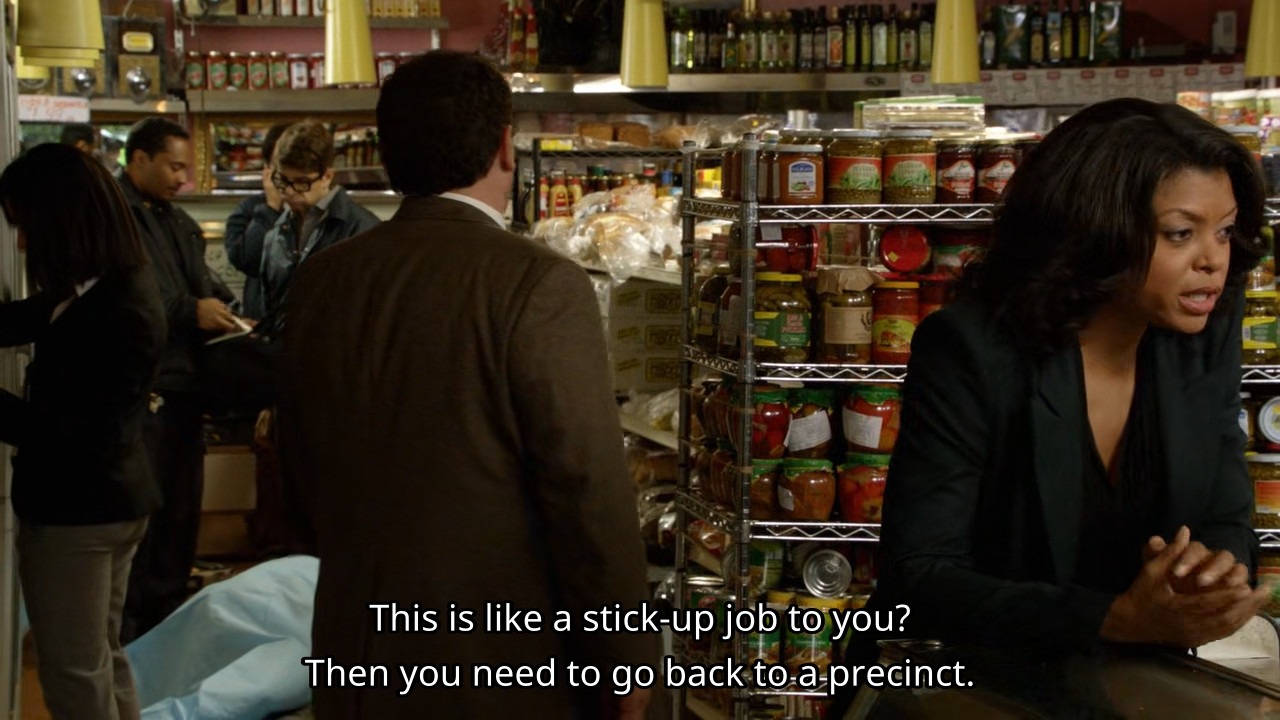 This is like a stick-up job to you?
Then you need to go back to a precinct.